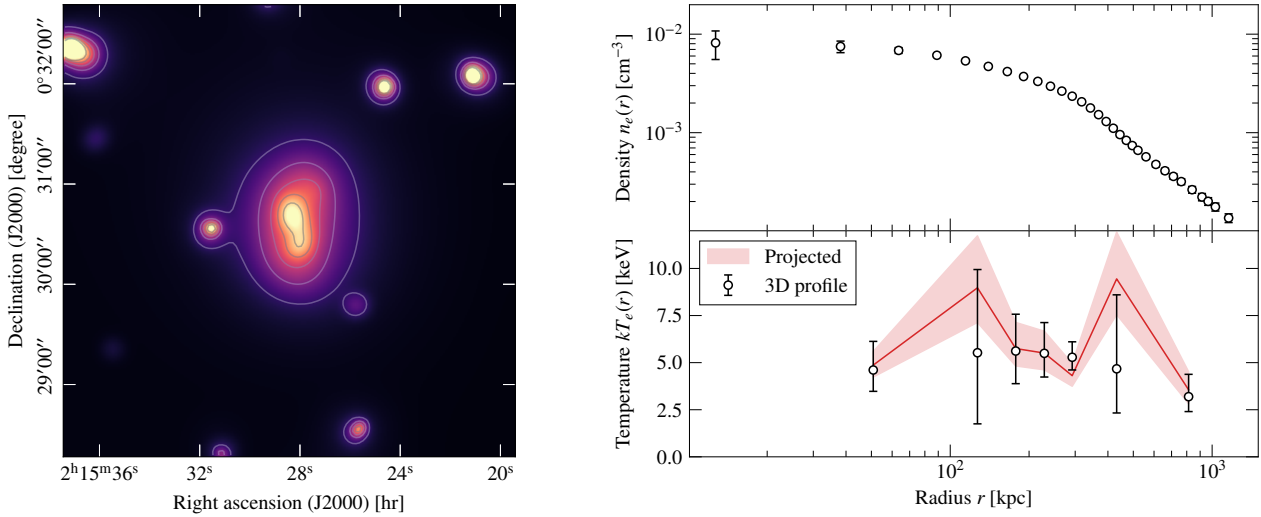 Declination (J2000) [degree]
0°32′00″
31′00″
30′00″
29′00″
2ʰ15ᵐ36ˢ 32ˢ 28ˢ 24ˢ 20ˢ
Right ascension (J2000) [hr]
Density nₑ(r) [cm⁻³]
10⁻²
10⁻³
Temperature kTₑ(r) [keV]
10.0
7.5
5.0
2.5
0.0
Projected
3D profile
10² 10³
Radius r [kpc]